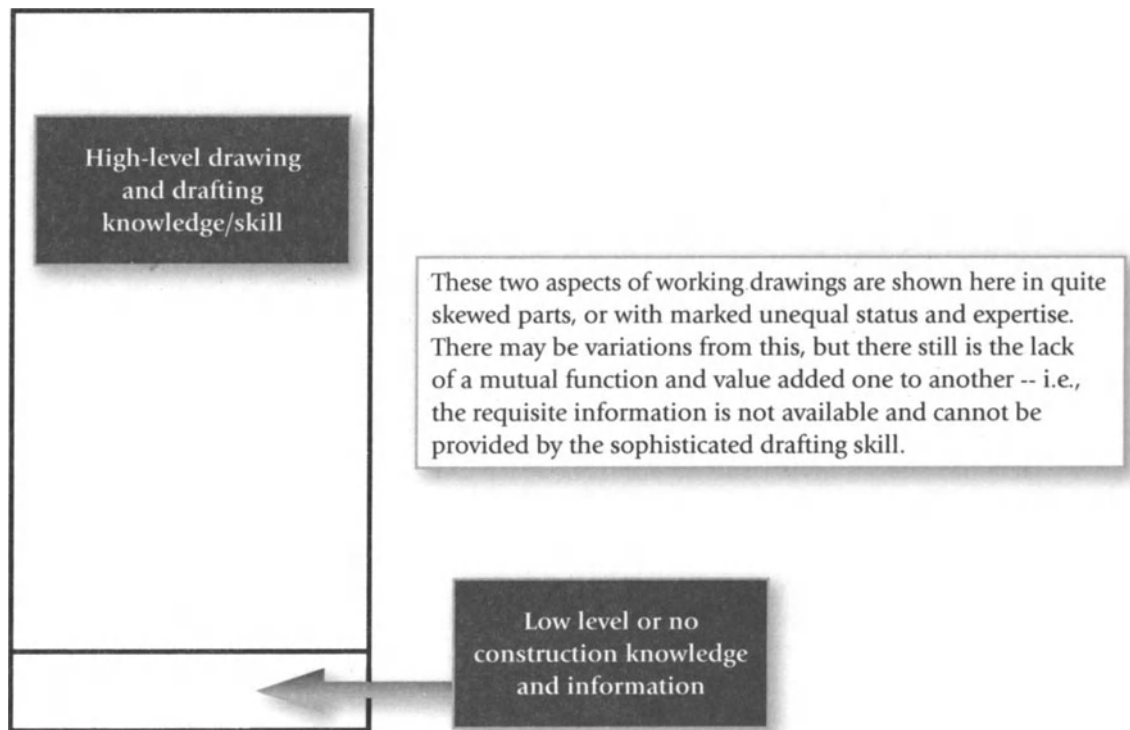 High-level drawing
and drafting
knowledge/skill
These two aspects of working drawings are shown here in quite
skewed parts, or with marked unequal status and expertise.
There may be variations from this, but there still is the lack
of a mutual function and value added one to another -- i.e.,
the requisite information is not available and cannot be
provided by the sophisticated drafting skill.
Low level or no
construction knowledge
and information